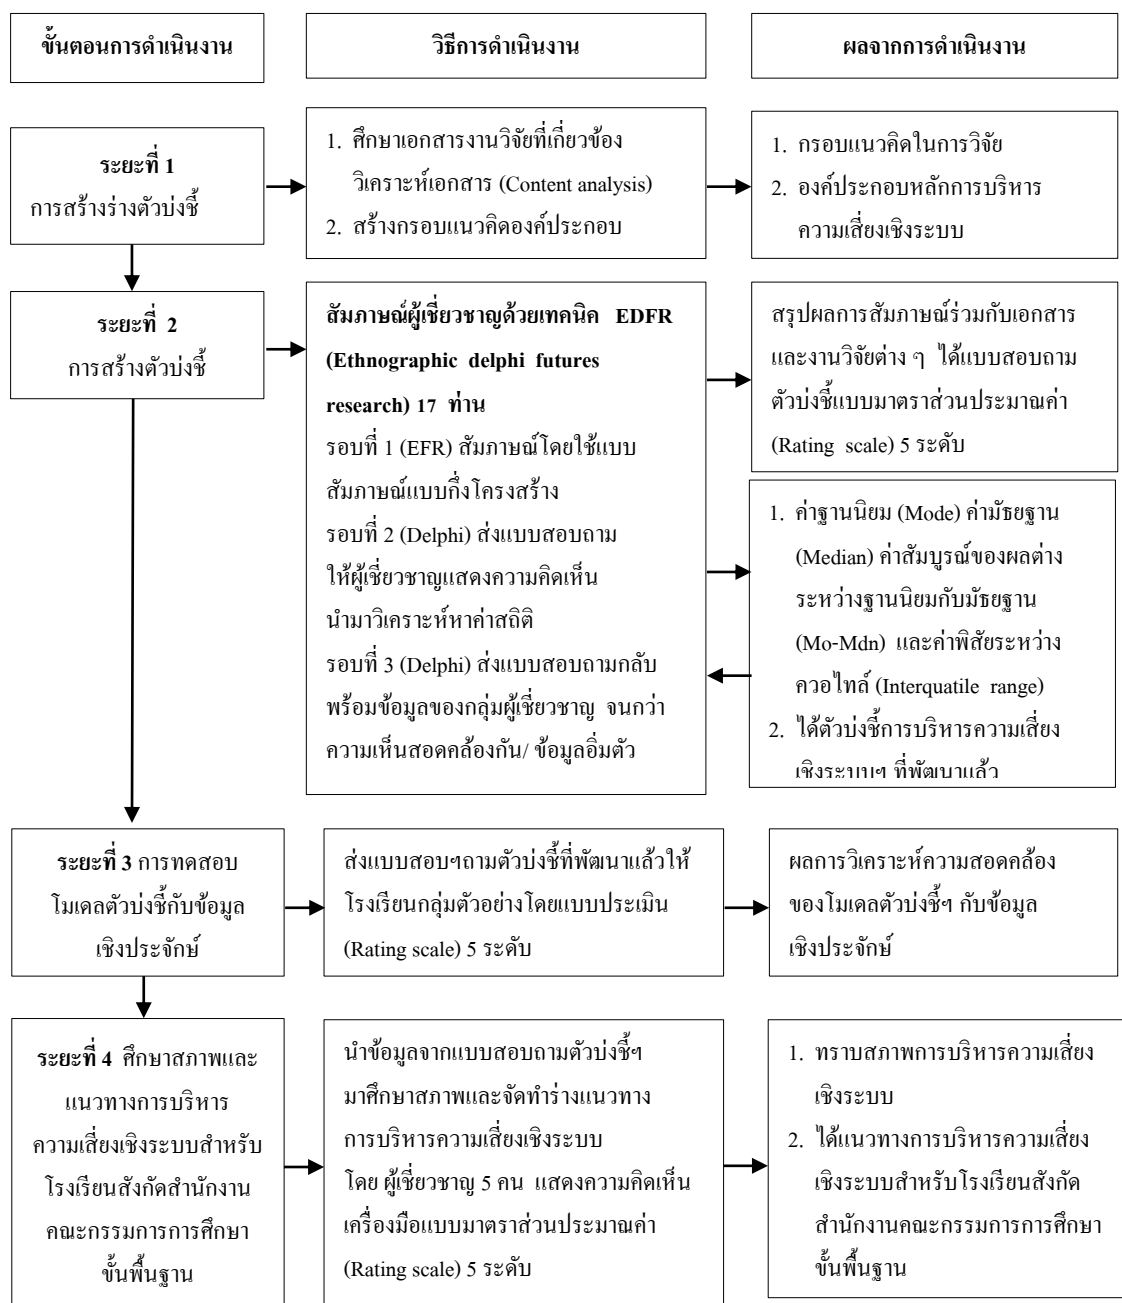 ขั้นตอนการดำเนินงาน
วิธีการดำเนินงาน
ผลจากการดำเนินงาน
ระยะที่ 1
การสร้างร่างตัวบ่งชี้
1. ศึกษาเอกสารงานวิจัยที่เกี่ยวข้อง
วิเคราะห์เอกสาร (Content analysis)
2. สร้างกรอบแนวคิดองค์ประกอบ
1. กรอบแนวคิดในการวิจัย
2. องค์ประกอบหลักการบริหาร
ความเสี่ยงเชิงระบบ
ระยะที่ 2
การสร้างตัวบ่งชี้
สัมภาษณ์ผู้เชี่ยวชาญด้วยเทคนิค EDFR
(Ethnographic delphi futures
research) 17 ท่าน
รอบที่ 1 (EFR) สัมภาษณ์โดยใช้แบบ
สัมภาษณ์แบบกึ่งโครงสร้าง
รอบที่ 2 (Delphi) ส่งแบบสอบถาม
ให้ผู้เชี่ยวชาญแสดงความคิดเห็น
นำมาวิเคราะห์หาค่าสถิติ
รอบที่ 3 (Delphi) ส่งแบบสอบถามกลับ
พร้อมข้อมูลของกลุ่มผู้เชี่ยวชาญ จนกว่า
ความเห็นสอดคล้องกัน/ ข้อมูลอิ่มตัว
สรุปผลการสัมภาษณ์ร่วมกับเอกสาร
และงานวิจัยต่าง ๆ ได้แบบสอบถาม
ตัวบ่งชี้แบบมาตราส่วนประมาณค่า
(Rating scale) 5 ระดับ
1. ค่าฐานนิยม (Mode) ค่ามัธยฐาน
(Median) ค่าสัมบูรณ์ของผลต่าง
ระหว่างฐานนิยมกับมัธยฐาน
(Mo-Mdn) และค่าพิสัยระหว่าง
ควอไทล์ (Interquatile range)
2. ได้ตัวบ่งชี้การบริหารความเสี่ยง
เชิงระบบฯ ที่พัฒนาแล้ว
ระยะที่ 3 การทดสอบ
โมเดลตัวบ่งชี้กับข้อมูล
เชิงประจักษ์
ส่งแบบสอบฯถามตัวบ่งชี้ที่พัฒนาแล้วให้
โรงเรียนกลุ่มตัวอย่างโดยแบบประเมิน
(Rating scale) 5 ระดับ
ผลการวิเคราะห์ความสอดคล้อง
ของโมเดลตัวบ่งชี้ฯ กับข้อมูล
เชิงประจักษ์
ระยะที่ 4 ศึกษาสภาพและ
แนวทางการบริหาร
ความเสี่ยงเชิงระบบสำหรับ
โรงเรียนสังกัดสำนักงาน
คณะกรรมการการศึกษา
ขั้นพื้นฐาน
นำข้อมูลจากแบบสอบถามตัวบ่งชี้ฯ
มาศึกษาสภาพและจัดทำร่างแนวทาง
การบริหารความเสี่ยงเชิงระบบ
โดย ผู้เชี่ยวชาญ 5 คน แสดงความคิดเห็น
เครื่องมือแบบมาตราส่วนประมาณค่า
(Rating scale) 5 ระดับ
1. ทราบสภาพการบริหารความเสี่ยง
เชิงระบบ
2. ได้แนวทางการบริหารความเสี่ยง
เชิงระบบสำหรับโรงเรียนสังกัด
สำนักงานคณะกรรมการการศึกษา
ขั้นพื้นฐาน